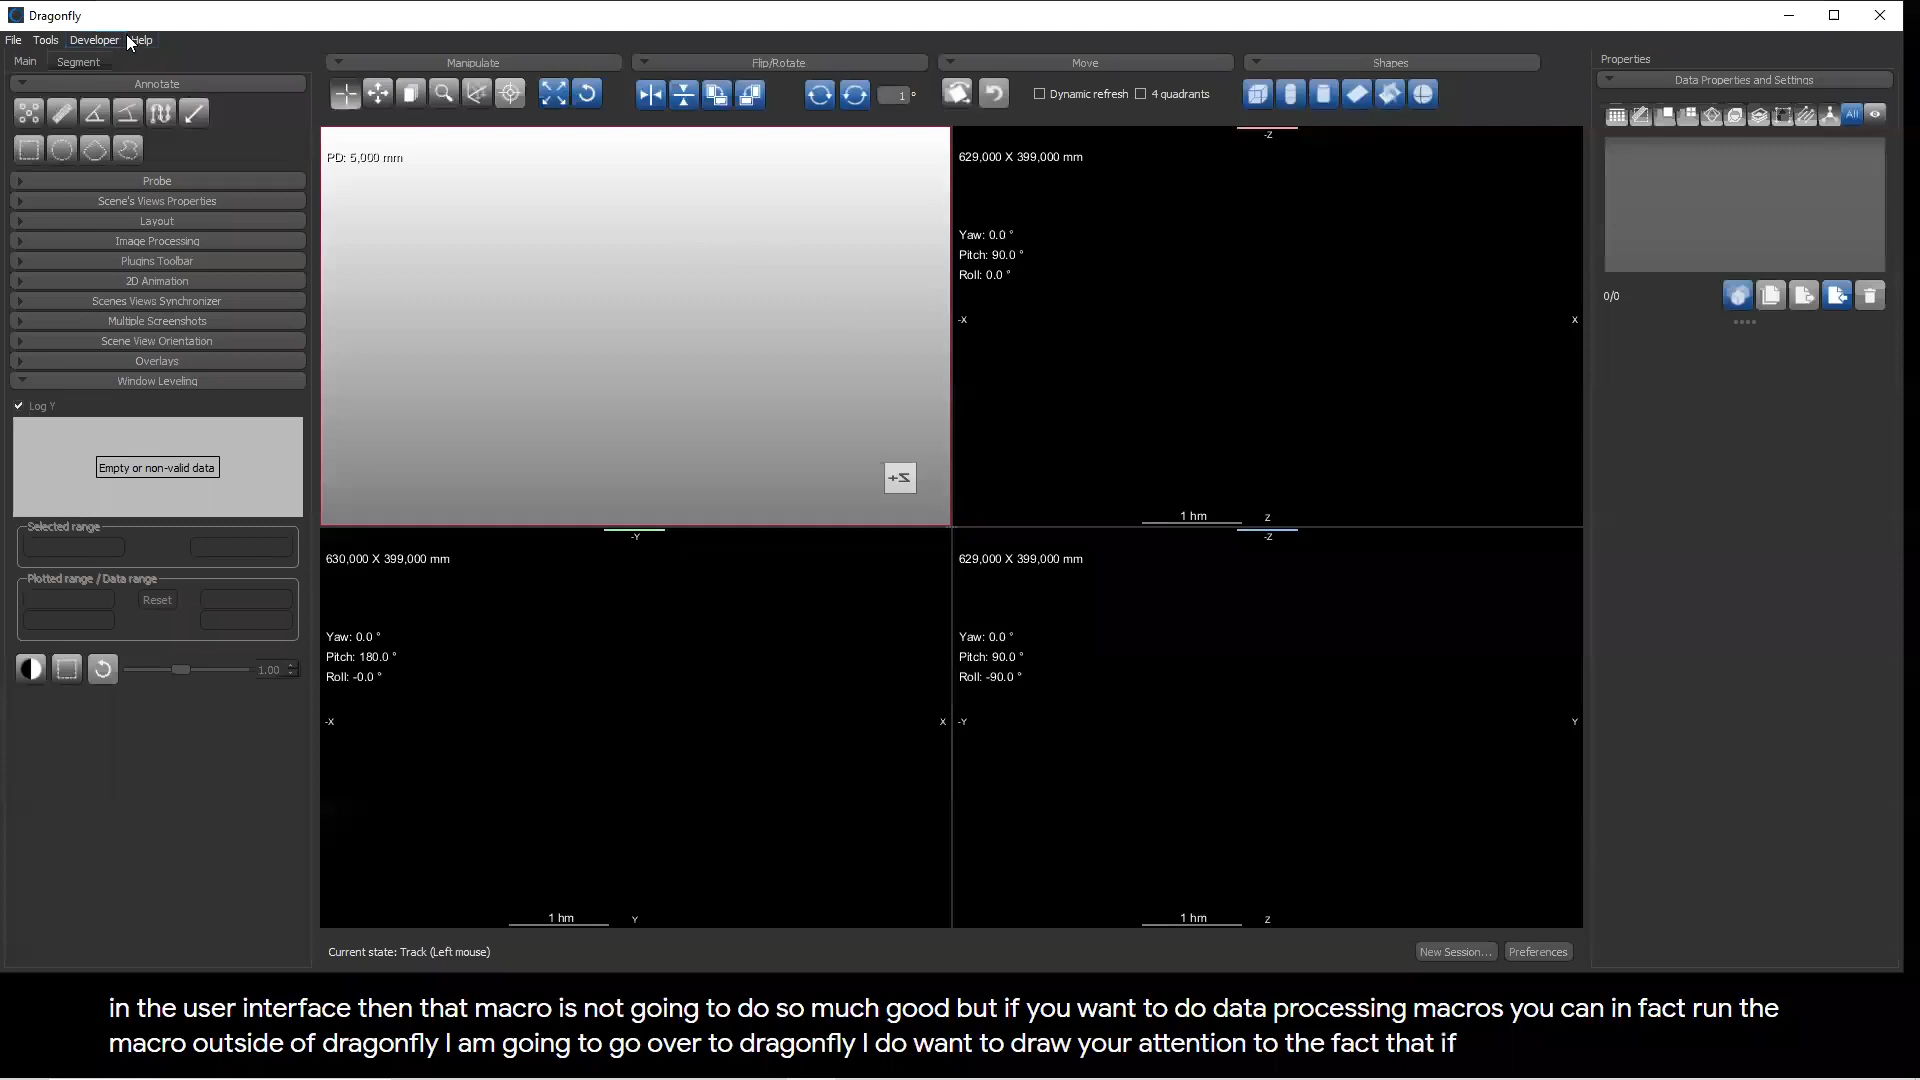 Dragonfly
File Tools Developer Help
Main Segment
Annotate
Probe
Scene's Views Properties
Layout
Image Processing
Plugins Toolbar
2D Animation
Scenes Views Synchronizer
Multiple Screenshots
Scene View Orientation
Overlays
Window Leveling
Log Y
Empty or non-valid data
Selected range
Plotted range / Data range
Reset
1.00
Manipulate
Flip/Rotate
1 °
Move
Dynamic refresh 4 quadrants
Shapes
PD: 5,000 mm
+Z
-Z
629,000 X 399,000 mm
Yaw: 0.0 °
Pitch: 90.0 °
Roll: 0.0 °
-X X
1 hm Z
-Y
630,000 X 399,000 mm
Yaw: 0.0 °
Pitch: 180.0 °
Roll: -0.0 °
-X X
1 hm Y
-Z
629,000 X 399,000 mm
Yaw: 0.0 °
Pitch: 90.0 °
Roll: -90.0 °
-Y Y
1 hm Z
Current state: Track (Left mouse)
New Session... Preferences
Properties
Data Properties and Settings
All
0/0
in the user interface then that macro is not going to do so much good but if you want to do data processing macros you can in fact run the
macro outside of dragonfly I am going to go over to dragonfly I do want to draw your attention to the fact that if